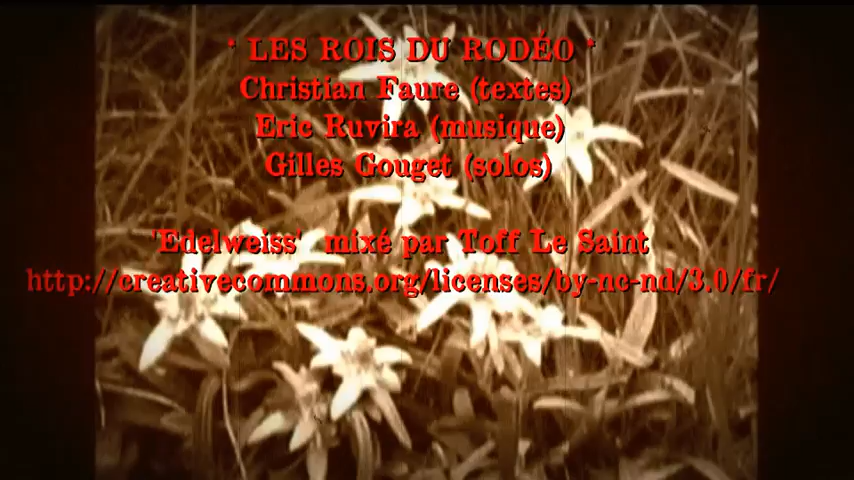 * LES ROIS DU RODÉO *
Christian Faure (textes)
Eric Ruvira (musique)
Gilles Gouget (solos)
'Edelweiss' mixé par Toff Le Saint
http://creativecommons.org/licenses/by-nc-nd/3.0/fr/